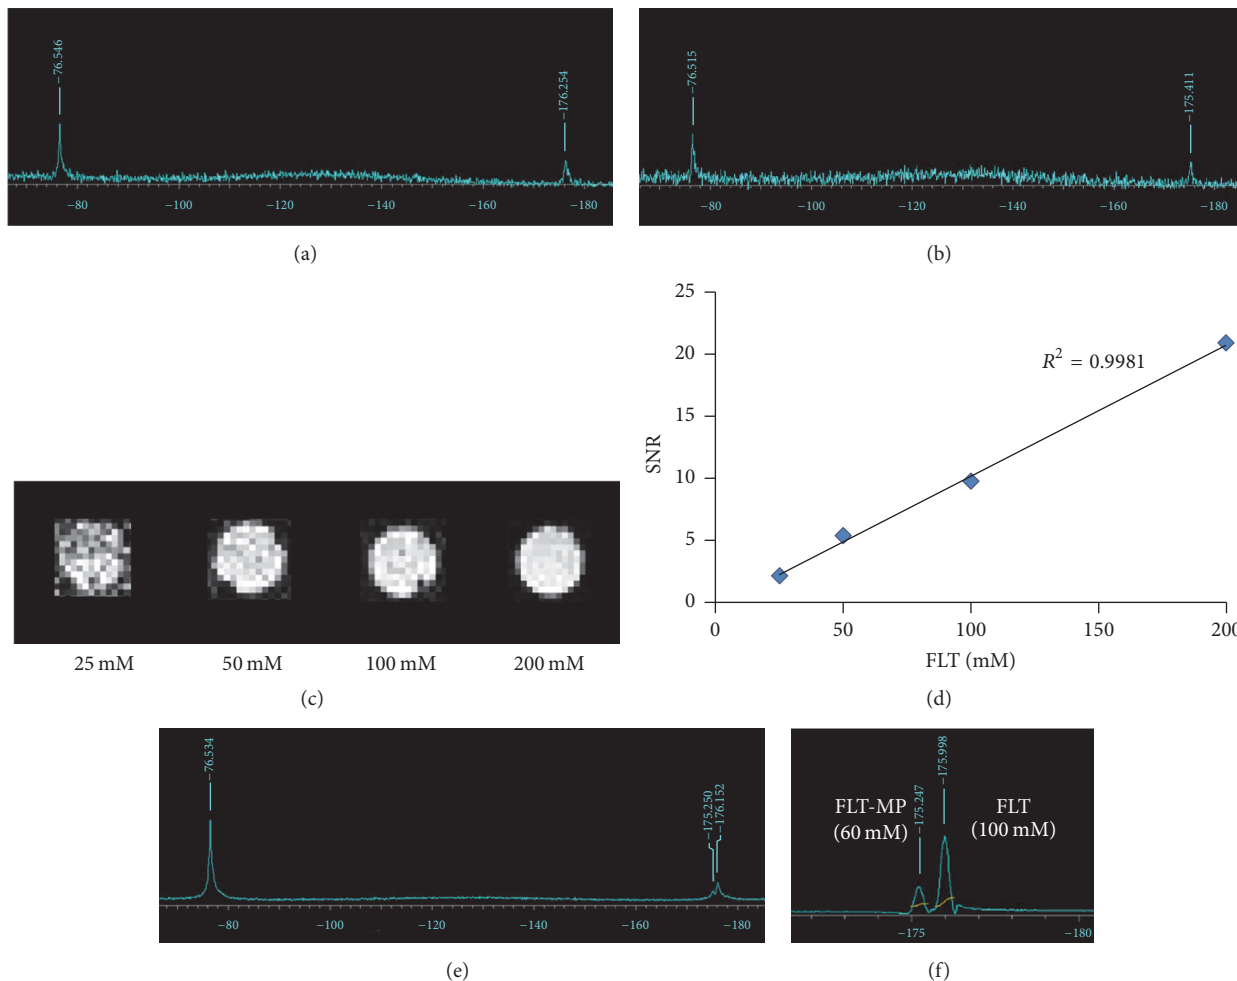 −76.546
−176.254
−80
−100
−120
−140
−160
−180
(a)
−76.515
−175.411
−80
−100
−120
−140
−160
−180
(b)
25 mM
50 mM
100 mM
200 mM
(c)
25
20
15
10
5
0
SNR
R² = 0.9981
0
50
100
150
200
FLT (mM)
(d)
−76.534
−175.250
−176.152
−80
−100
−120
−140
−160
−180
(e)
FLT-MP
(60 mM)
−175.247
−175.998
FLT
(100 mM)
−175
−180
(f)